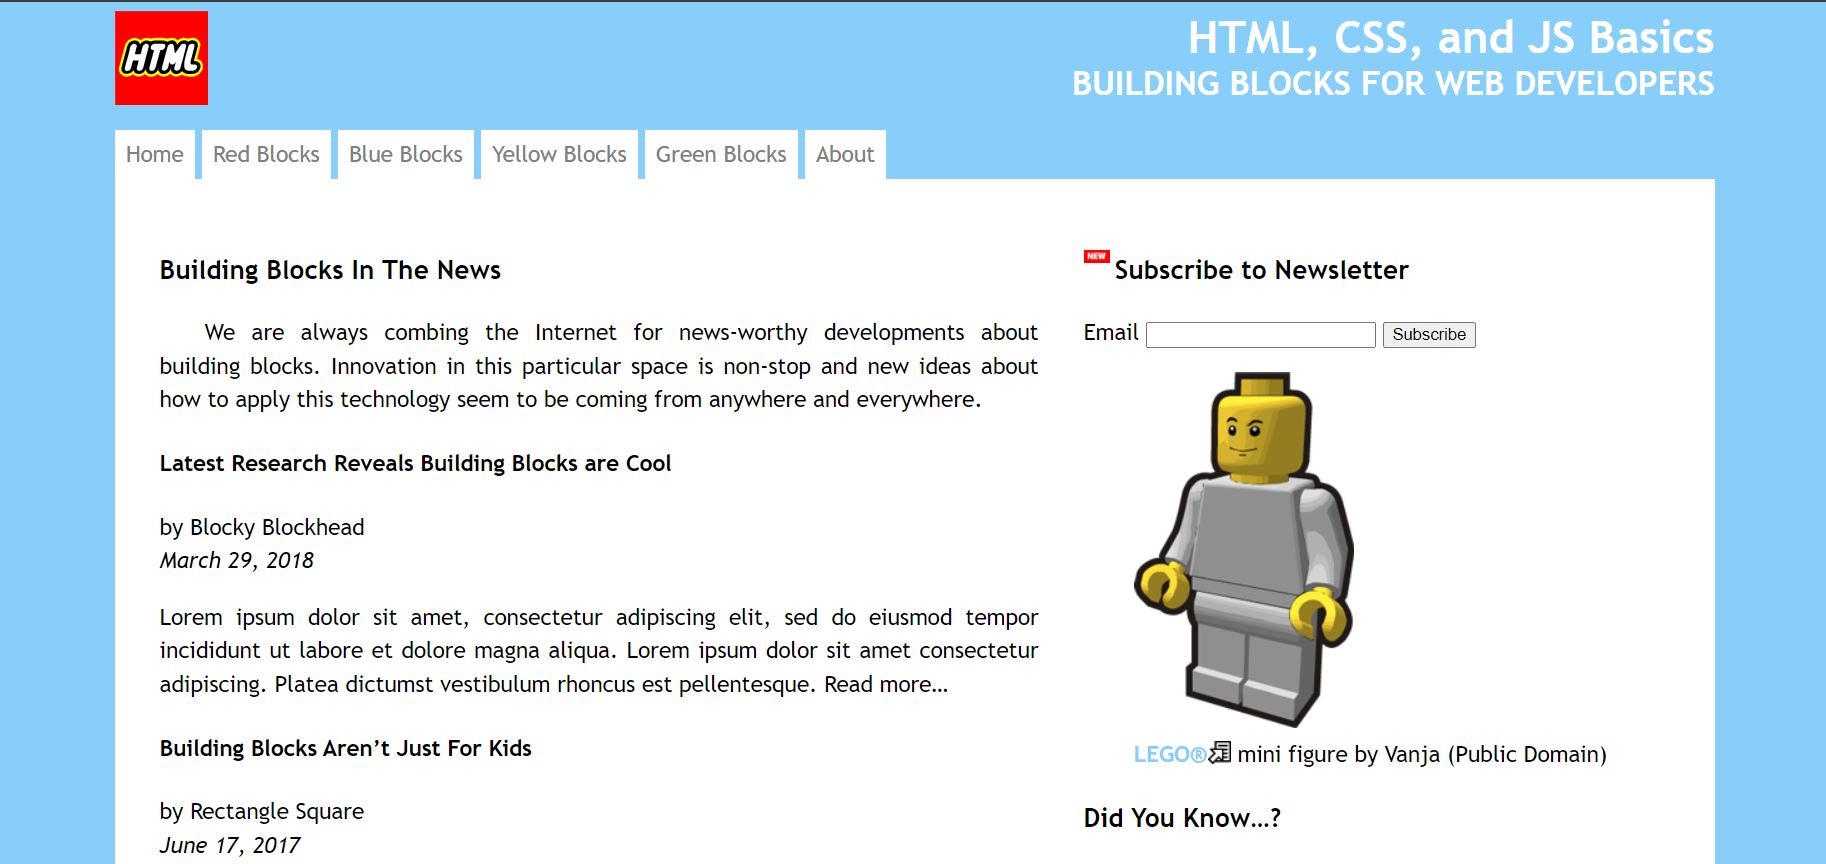 HTML
HTML, CSS, and JS Basics
BUILDING BLOCKS FOR WEB DEVELOPERS
Home
Red Blocks
Blue Blocks
Yellow Blocks
Green Blocks
About
Building Blocks In The News
We are always combing the Internet for news-worthy developments about
building blocks. Innovation in this particular space is non-stop and new ideas about
how to apply this technology seem to be coming from anywhere and everywhere.
Latest Research Reveals Building Blocks are Cool
by Blocky Blockhead
March 29, 2018
Lorem ipsum dolor sit amet, consectetur adipiscing elit, sed do eiusmod tempor
incididunt ut labore et dolore magna aliqua. Lorem ipsum dolor sit amet consectetur
adipiscing. Platea dictumst vestibulum rhoncus est pellentesque. Read more…
Building Blocks Aren’t Just For Kids
by Rectangle Square
June 17, 2017
NEW Subscribe to Newsletter
Email Subscribe
LEGO® mini figure by Vanja (Public Domain)
Did You Know…?